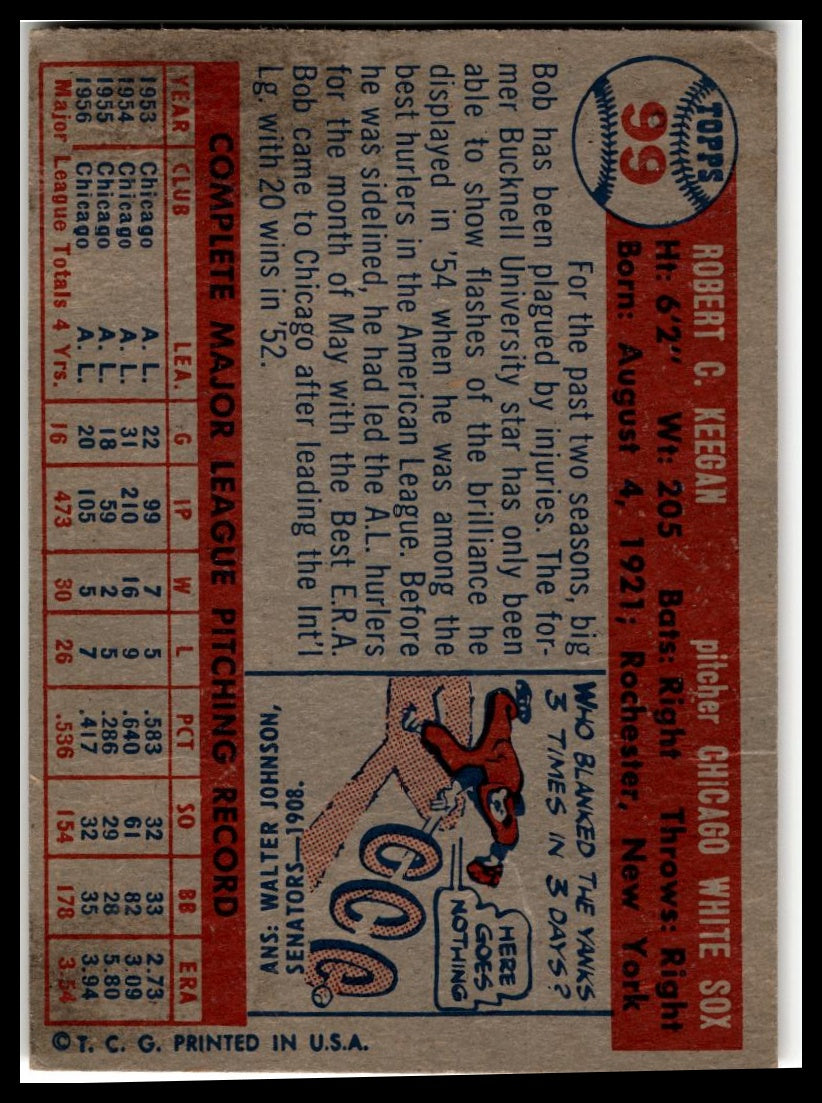 TOPPS
99
ROBERT C. KEEGAN pitcher CHICAGO WHITE SOX
Ht: 6'2" Wt: 205 Bats: Right Throws: Right
Born: August 4, 1921; Rochester, New York
For the past two seasons, big
Bob has been plagued by injuries. The for-
mer Bucknell University star has only been
able to show flashes of the brilliance he
displayed in '54 when he was among the
best hurlers in the American League. Before
he was sidelined, he had led the A.L. hurlers
for the month of May with the Best E.R.A.
Bob came to Chicago after leading the Int'l
Lg. with 20 wins in '52.
WHO BLANKED THE YANKS
3 TIMES IN 3 DAYS?
HERE
GOES
NOTHING
ANS: WALTER JOHNSON,
SENATORS—1908.
COMPLETE MAJOR LEAGUE PITCHING RECORD
YEAR CLUB LEA. G IP W L PCT SO BB ERA
1953 Chicago A. L. 22 99 7 5 .583 32 33 2.73
1954 Chicago A. L. 31 210 16 9 .640 61 82 3.09
1955 Chicago A. L. 18 59 2 5 .286 29 28 5.80
1956 Chicago A. L. 20 105 5 7 .417 32 35 3.94
Major League Totals 4 Yrs. 16 473 30 26 .536 154 178 3.54
© T. C. G. PRINTED IN U.S.A.